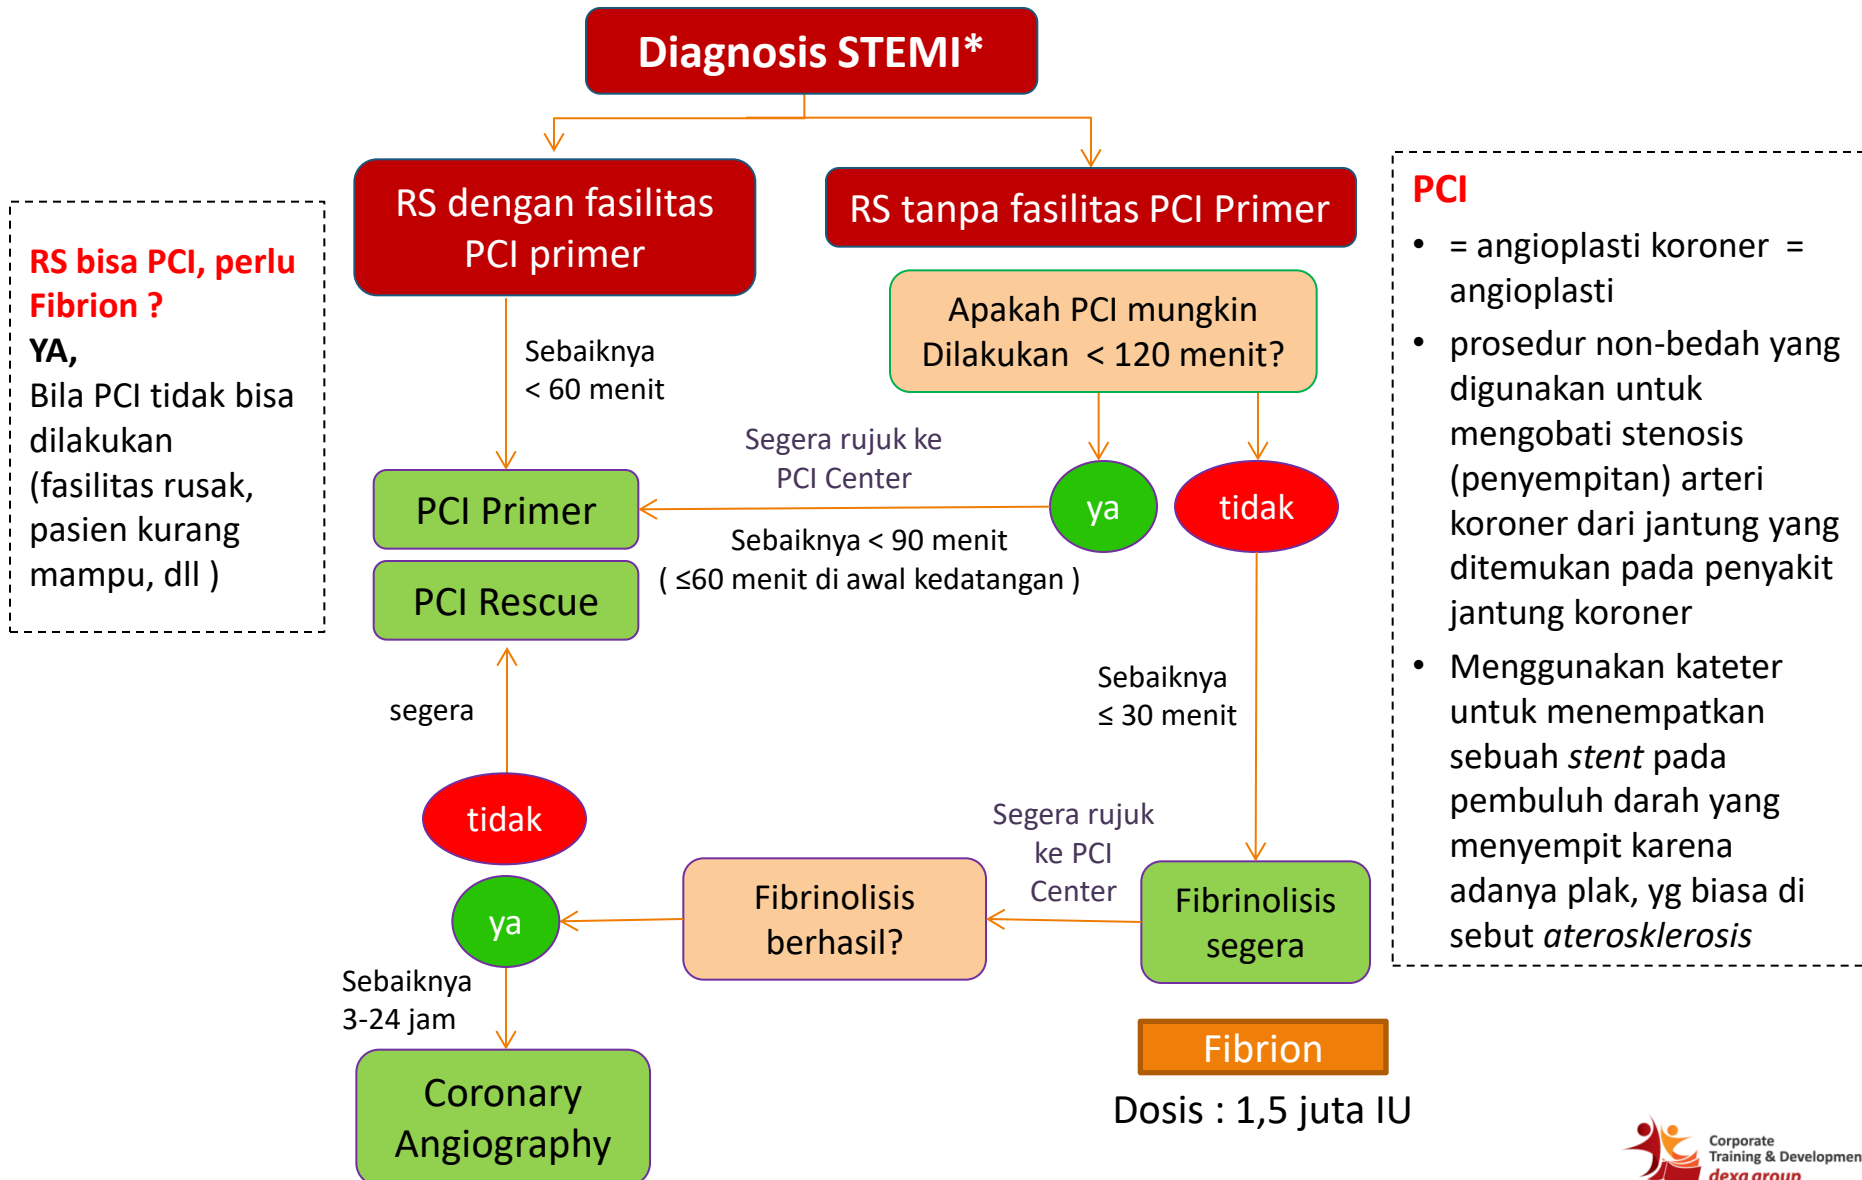 Diagnosis STEMI*
RS dengan fasilitas
PCI primer
RS tanpa fasilitas PCI Primer
RS bisa PCI, perlu
Fibrion ?
YA,
Bila PCI tidak bisa
dilakukan
(fasilitas rusak,
pasien kurang
mampu, dll )
Sebaiknya
< 60 menit
Apakah PCI mungkin
Dilakukan < 120 menit?
Segera rujuk ke
PCI Center
ya
tidak
PCI Primer
Sebaiknya < 90 menit
( ≤60 menit di awal kedatangan )
PCI Rescue
segera
Sebaiknya
≤ 30 menit
tidak
ya
Fibrinolisis
berhasil?
Segera rujuk
ke PCI
Center
Fibrinolisis
segera
Sebaiknya
3-24 jam
Coronary
Angiography
Fibrion
Dosis : 1,5 juta IU
PCI
• = angioplasti koroner =
angioplasti
• prosedur non-bedah yang
digunakan untuk
mengobati stenosis
(penyempitan) arteri
koroner dari jantung yang
ditemukan pada penyakit
jantung koroner
• Menggunakan kateter
untuk menempatkan
sebuah stent pada
pembuluh darah yang
menyempit karena
adanya plak, yg biasa di
sebut aterosklerosis
Corporate
Training & Developmen
dexa group